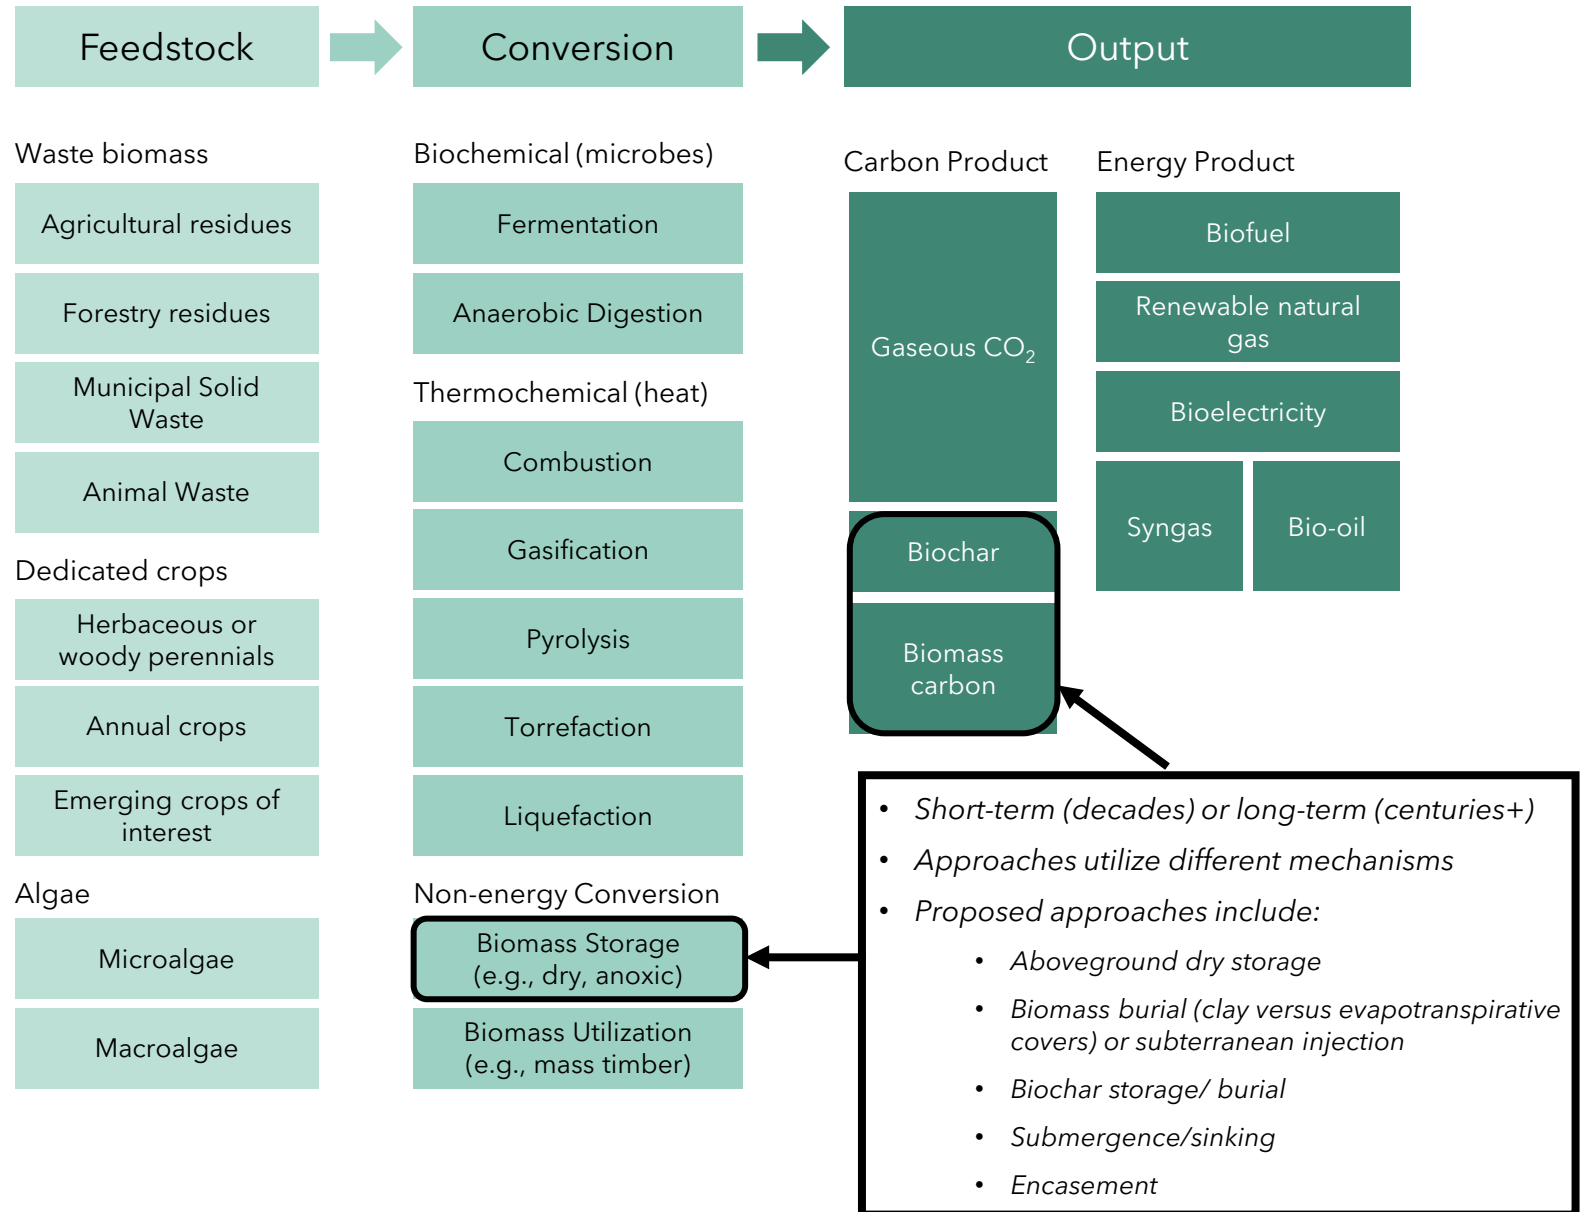 Feedstock
Conversion
Output
Waste biomass
Agricultural residues
Forestry residues
Municipal Solid
Waste
Animal Waste
Dedicated crops
Herbaceous or
woody perennials
Annual crops
Emerging crops of
interest
Algae
Microalgae
Macroalgae
Biochemical (microbes)
Fermentation
Anaerobic Digestion
Thermochemical (heat)
Combustion
Gasification
Pyrolysis
Torrefaction
Liquefaction
Non-energy Conversion
Biomass Storage
(e.g., dry, anoxic)
Biomass Utilization
(e.g., mass timber)
Carbon Product
Gaseous CO₂
Biochar
Biomass
carbon
Energy Product
Biofuel
Renewable natural
gas
Bioelectricity
Syngas
Bio-oil
• Short-term (decades) or long-term (centuries+)
• Approaches utilize different mechanisms
• Proposed approaches include:
• Aboveground dry storage
• Biomass burial (clay versus evapotranspirative
covers) or subterranean injection
• Biochar storage/ burial
• Submergence/sinking
• Encasement